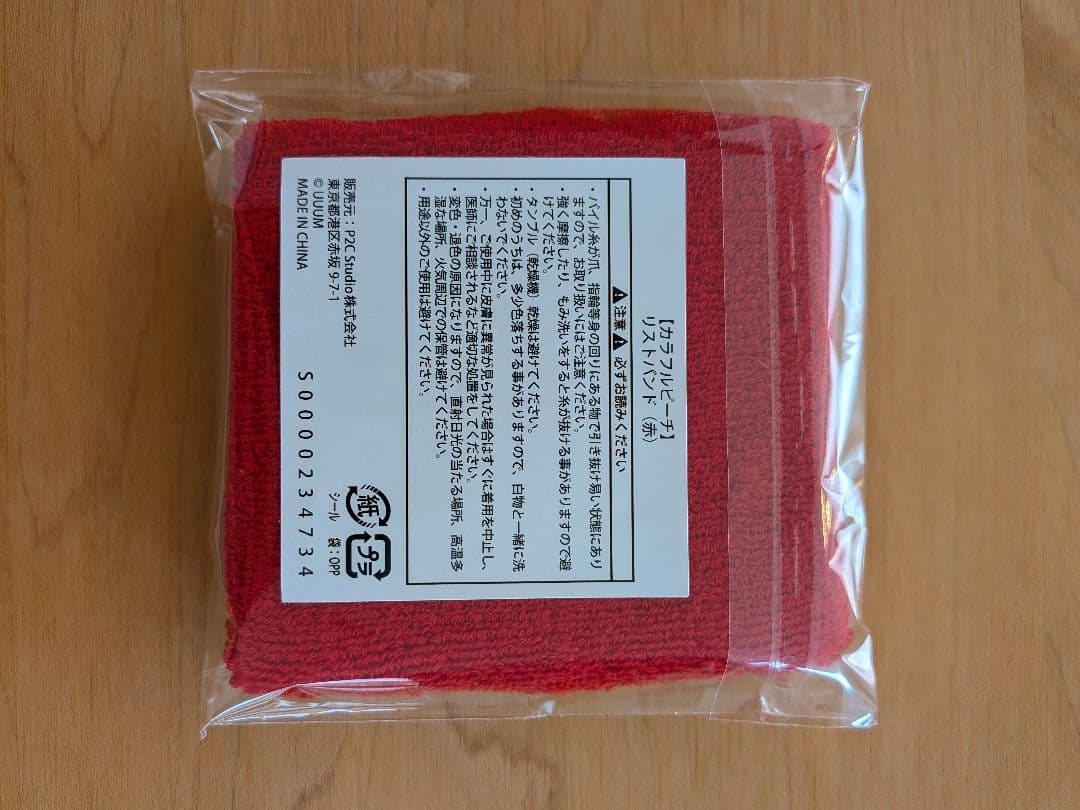 【カラフルピーチ】
リストバンド（赤）
⚠注意⚠ 必ずお読みください
・パイル糸が爪、指輪等身の回りにある物で引き抜け易い状態にあり
ますので、お取り扱いにはご注意ください。
・強く摩擦したり、もみ洗いをすると糸が抜ける事がありますので避
けてください。
・タンブル（乾燥機）乾燥は避けてください。
・初めのうちは、多少色落ちする事がありますので、白物と一緒に洗
わないでください。
・万一、ご使用中に皮膚に異常が見られた場合はすぐに着用を中止し、
医師にご相談されるなど適切な処置をしてください。
・変色・退色の原因になりますので、直射日光の当たる場所、高温多
湿な場所、火気周辺での保管は避けてください。
・用途以外のご使用は避けてください。
販売元：P2C Studio株式会社
東京都港区赤坂 9-7-1
© UUUM
MADE IN CHINA
紙
プラ
シール 袋：OPP
S0000234734